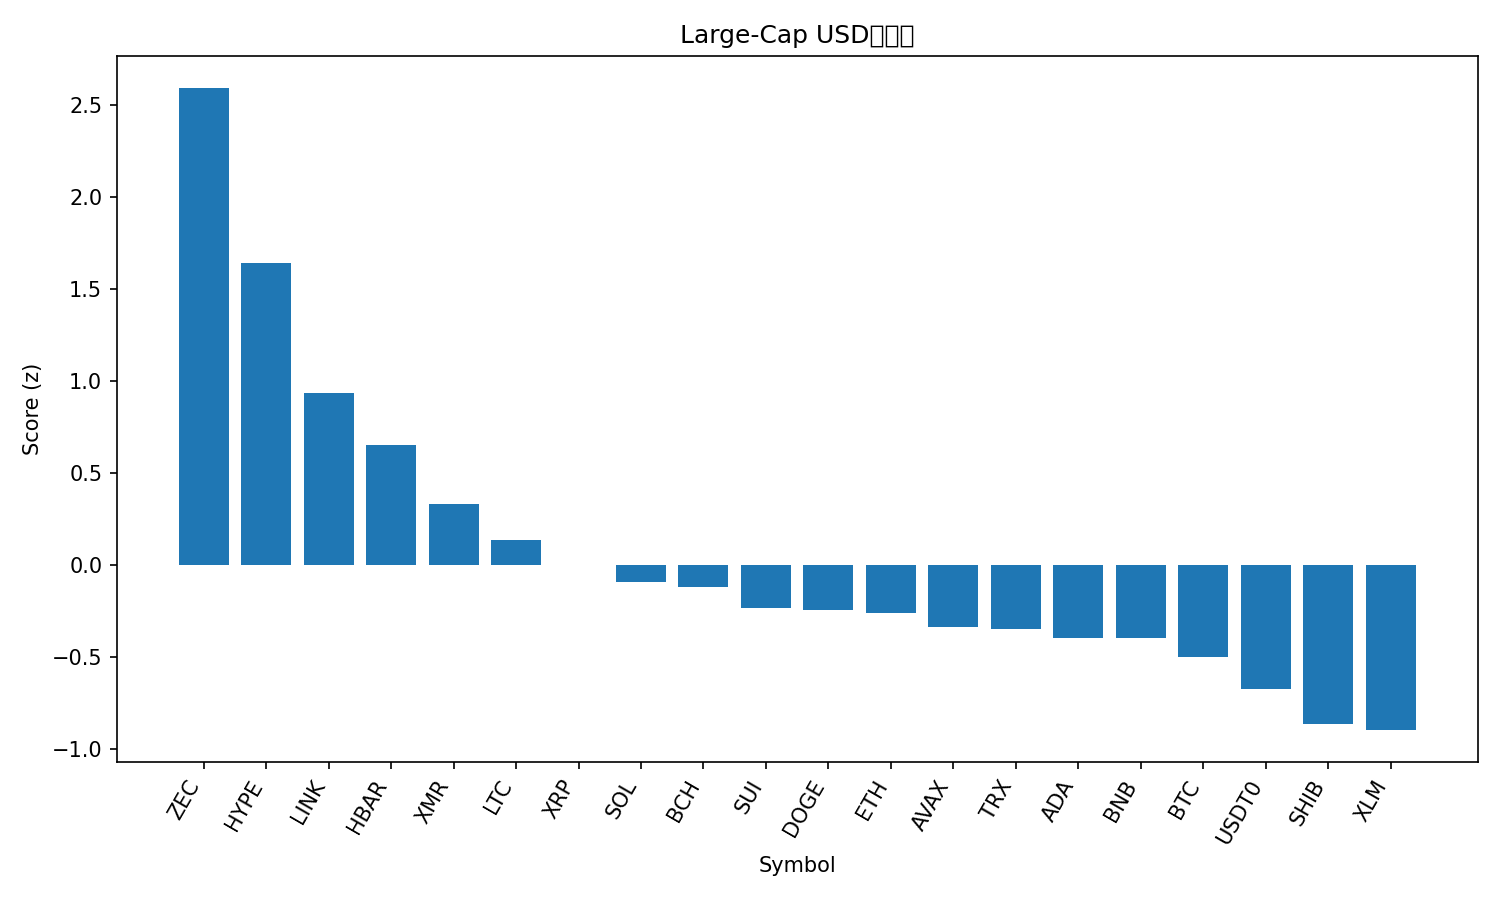 Large-Cap USD
Score (z)
2.5
2.0
1.5
1.0
0.5
0.0
−0.5
−1.0
ZEC
HYPE
LINK
HBAR
XMR
LTC
XRP
SOL
BCH
SUI
DOGE
ETH
AVAX
TRX
ADA
BNB
BTC
USDT0
SHIB
XLM
Symbol